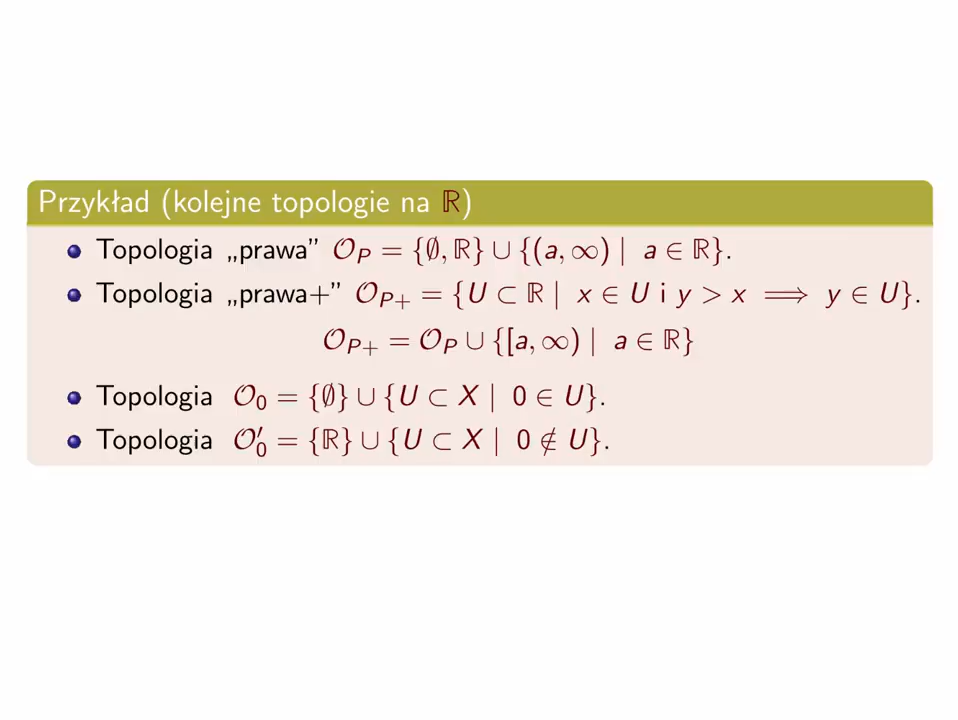 Przykład (kolejne topologie na ℝ)
Topologia „prawa” 𝒪_P = {∅, ℝ} ∪ {(a, ∞) | a ∈ ℝ}.
Topologia „prawa+” 𝒪_{P+} = {U ⊂ ℝ | x ∈ U i y > x ⟹ y ∈ U}.
𝒪_{P+} = 𝒪_P ∪ {[a, ∞) | a ∈ ℝ}
Topologia 𝒪_0 = {∅} ∪ {U ⊂ X | 0 ∈ U}.
Topologia 𝒪′_0 = {ℝ} ∪ {U ⊂ X | 0 ∉ U}.